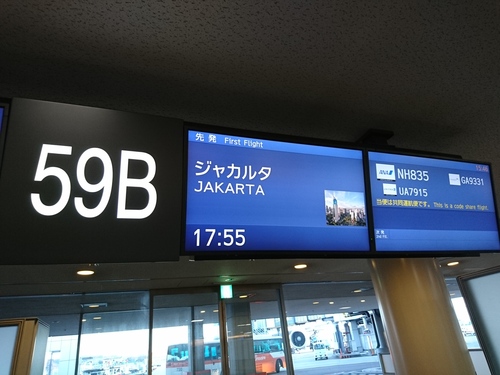 59B
先発 First Flight
ジャカルタ
JAKARTA
17:55
ANA NH835
GA9331
UA7915
当便は共同運航便です。 This is a code share flight.